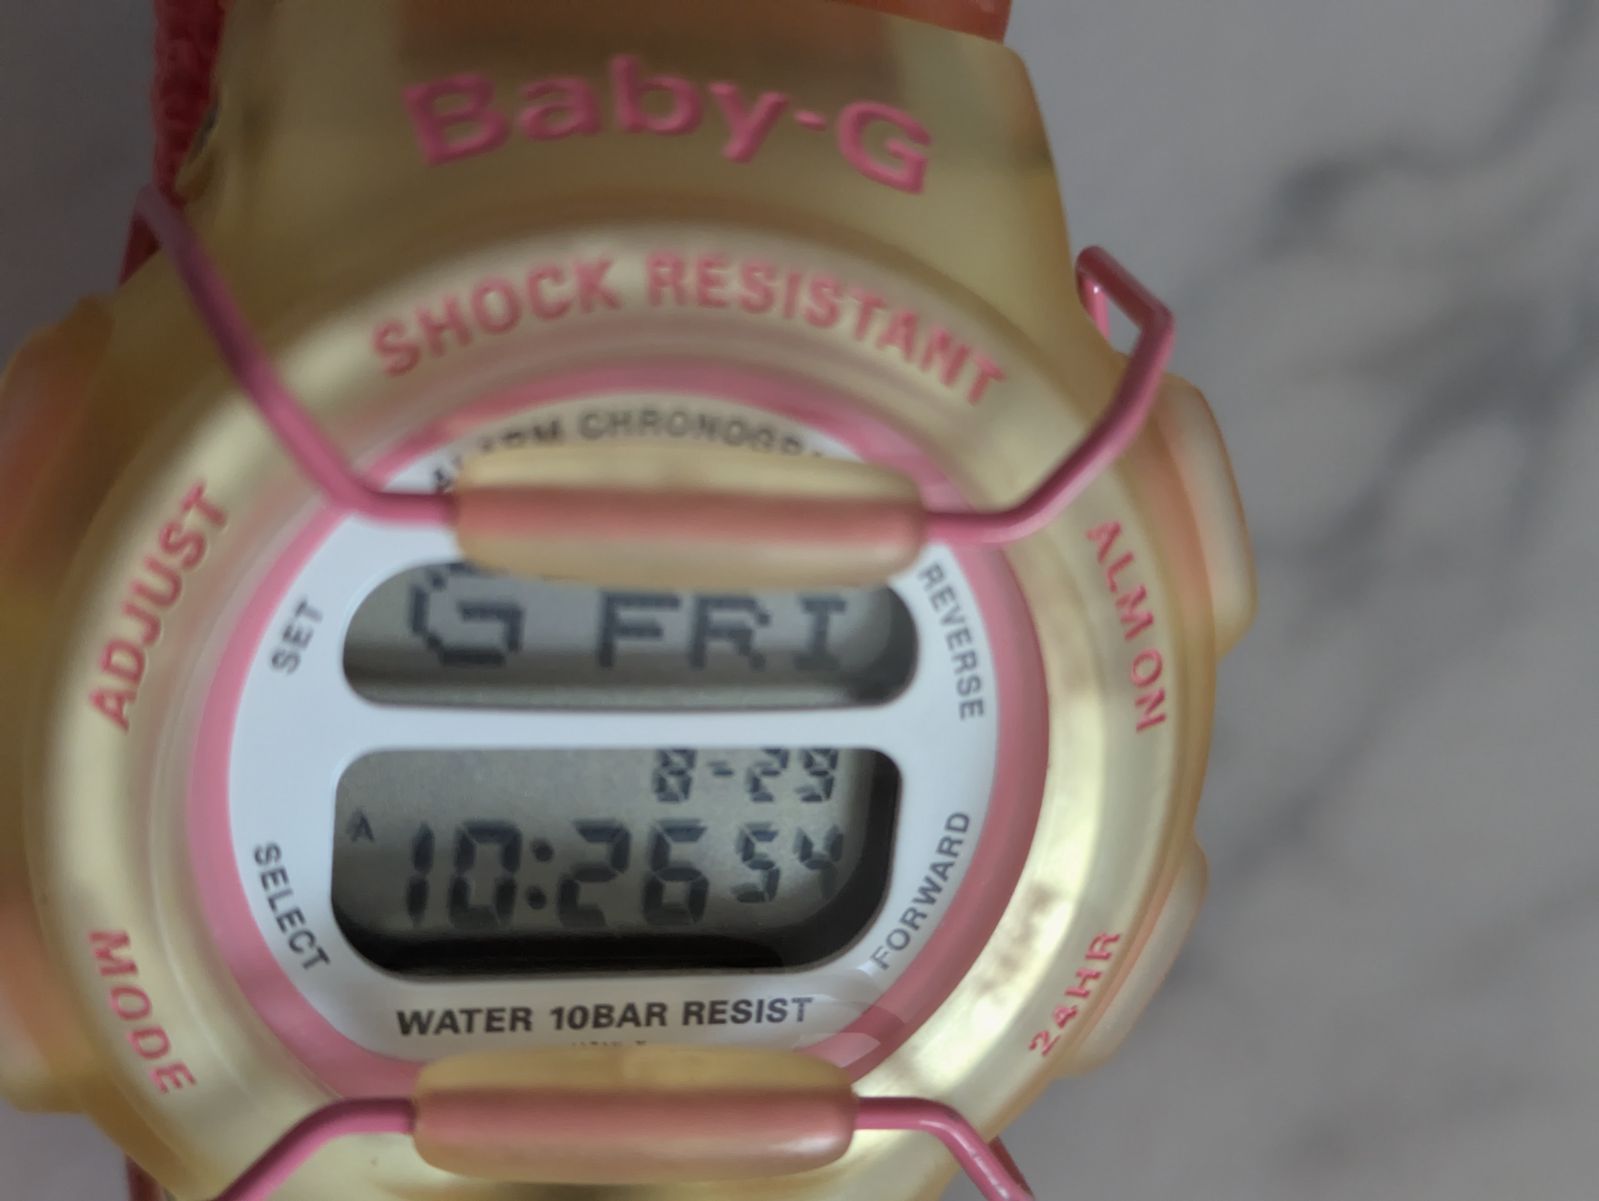 Baby-G
SHOCK RESISTANT
CHRONOGRA
ADJUST
SET
REVERSE
ALM ON
G FRI
8-29
A 10:26 54
SELECT
FORWARD
MODE
24HR
WATER 10BAR RESIST